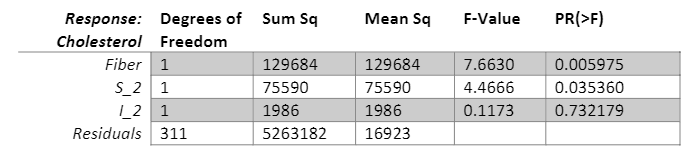 Response: Degrees of Sum Sq Mean Sq F-Value PR(>F)
Cholesterol Freedom
Fiber 1 129684 129684 7.6630 0.005975
S_2 1 75590 75590 4.4666 0.035360
I_2 1 1986 1986 0.1173 0.732179
Residuals 311 5263182 16923